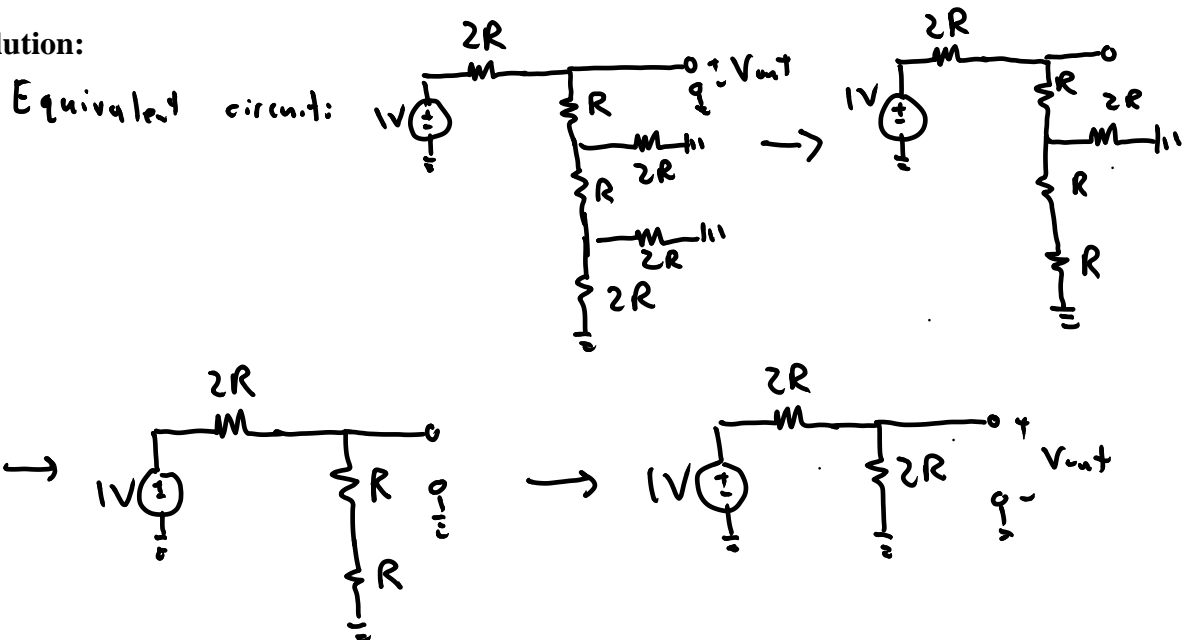 lution:
Equivalent circuit:
2R
1V
+
-
R
2R
R
2R
2R
+ Vout
-
→
2R
1V
+
-
R
2R
R
R
→
2R
1V
R
R
→
2R
1V
+
-
2R
+
Vout
-